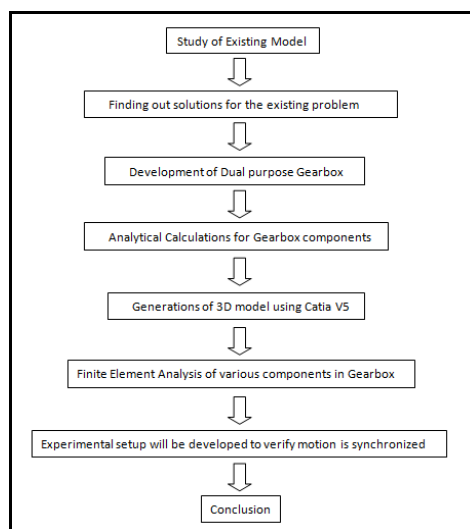 Study of Existing Model
Finding out solutions for the existing problem
Development of Dual purpose Gearbox
Analytical Calculations for Gearbox components
Generations of 3D model using Catia V5
Finite Element Analysis of various components in Gearbox
Experimental setup will be developed to verify motion is synchronized
Conclusion